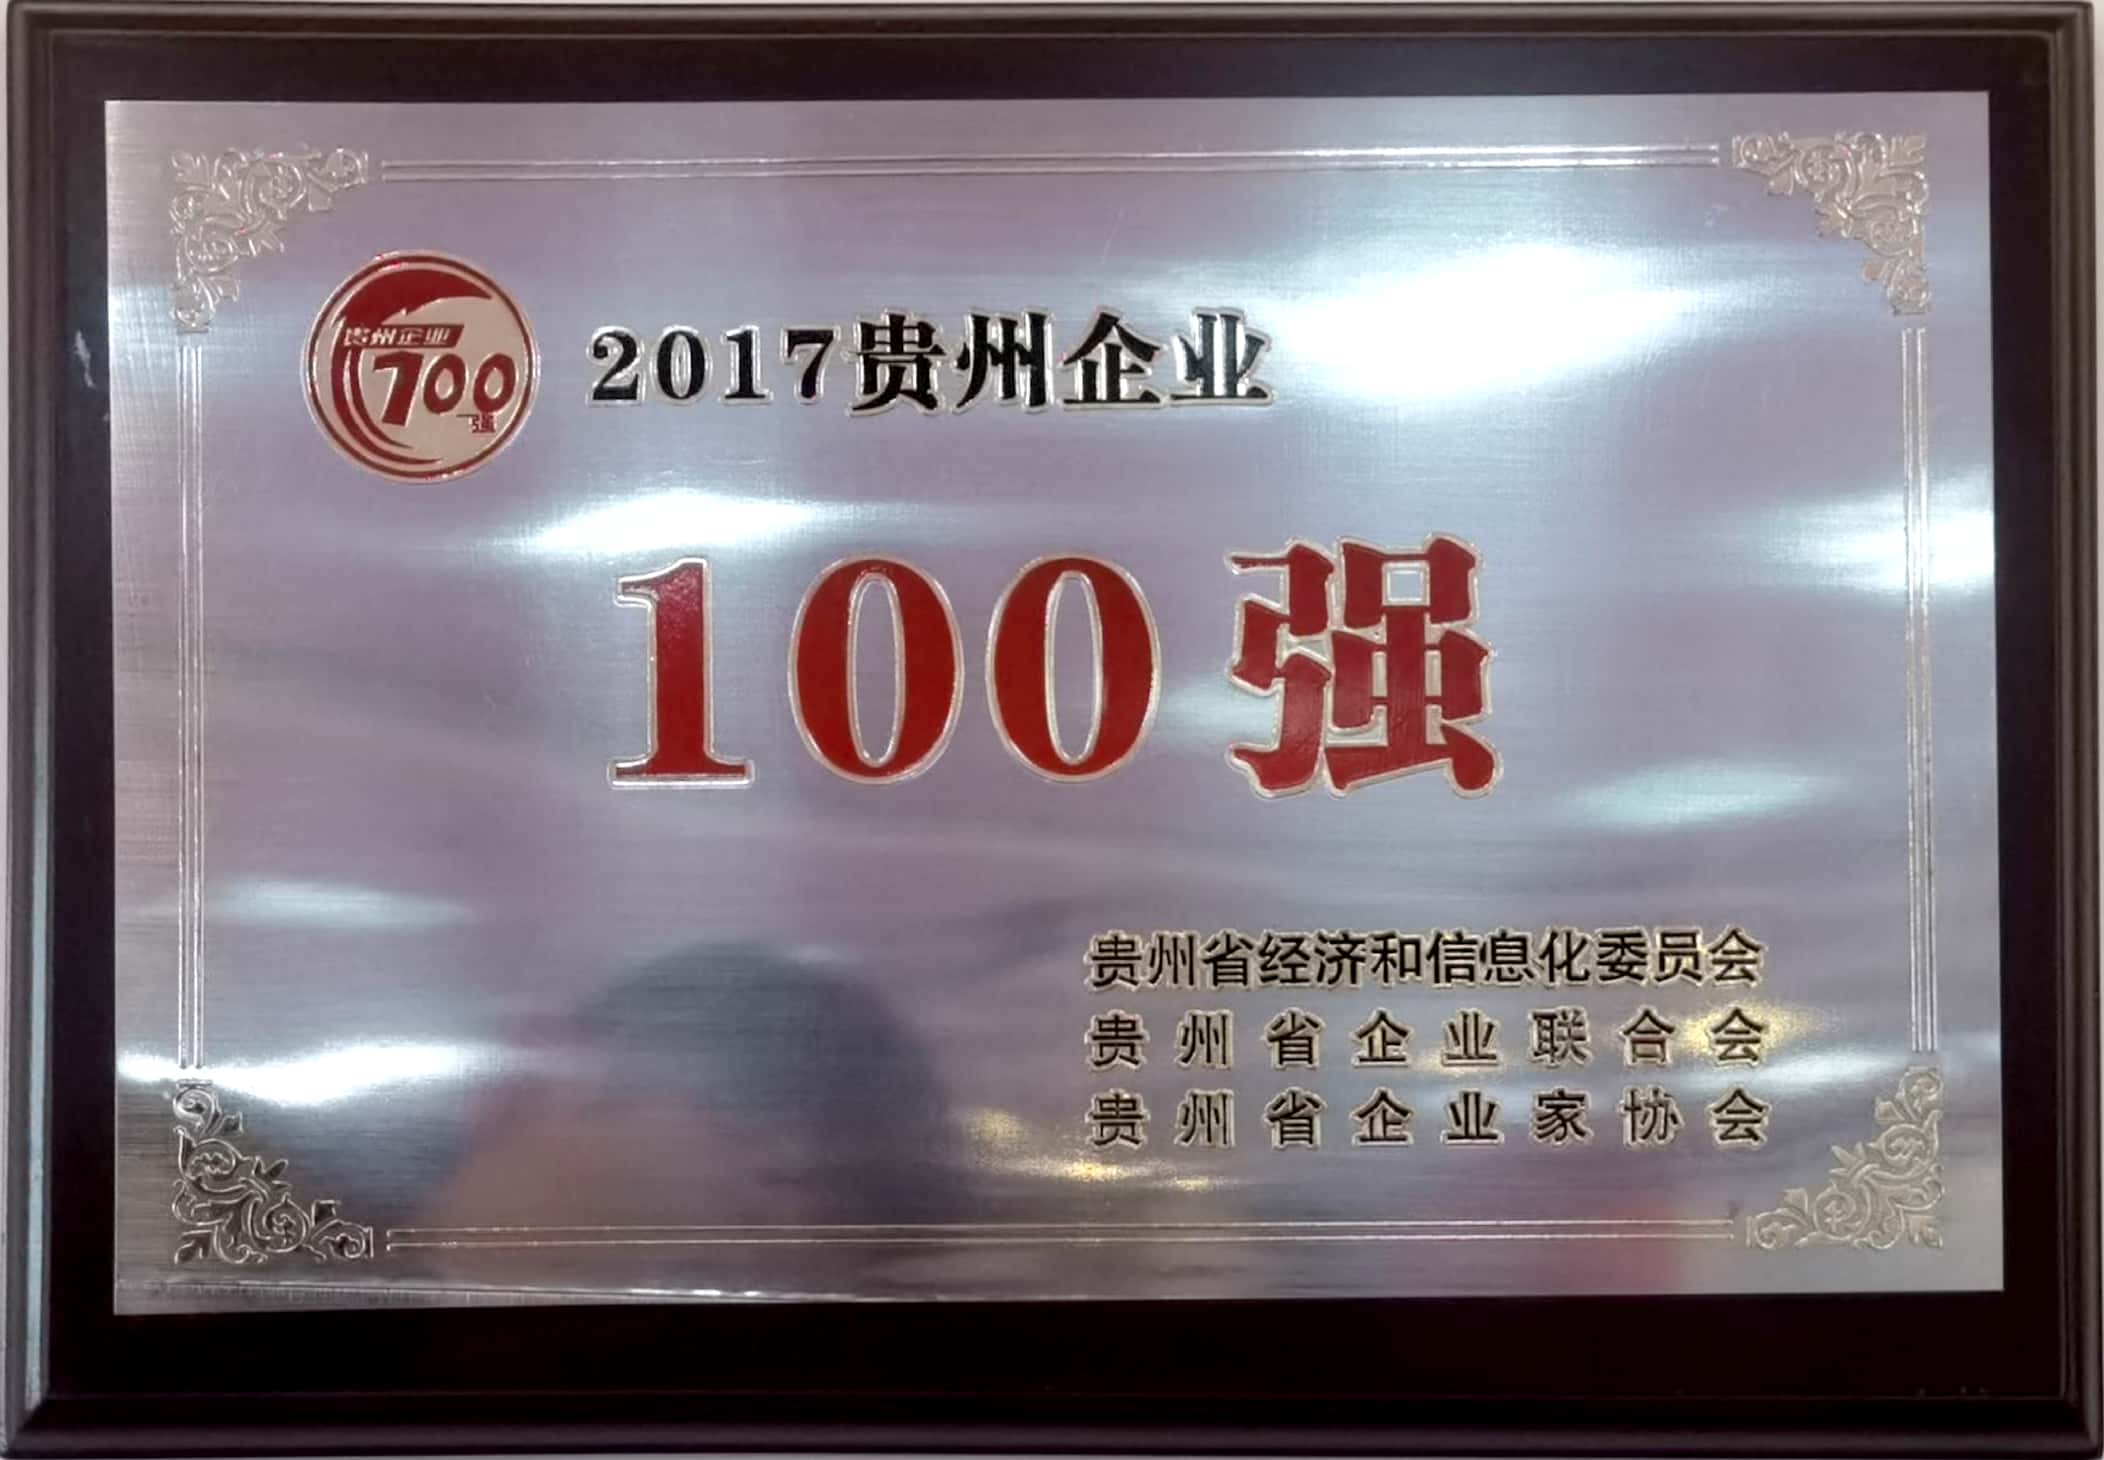 贵州企业
100
强
2017贵州企业
100强
贵州省经济和信息化委员会
贵州省企业联合会
贵州省企业家协会